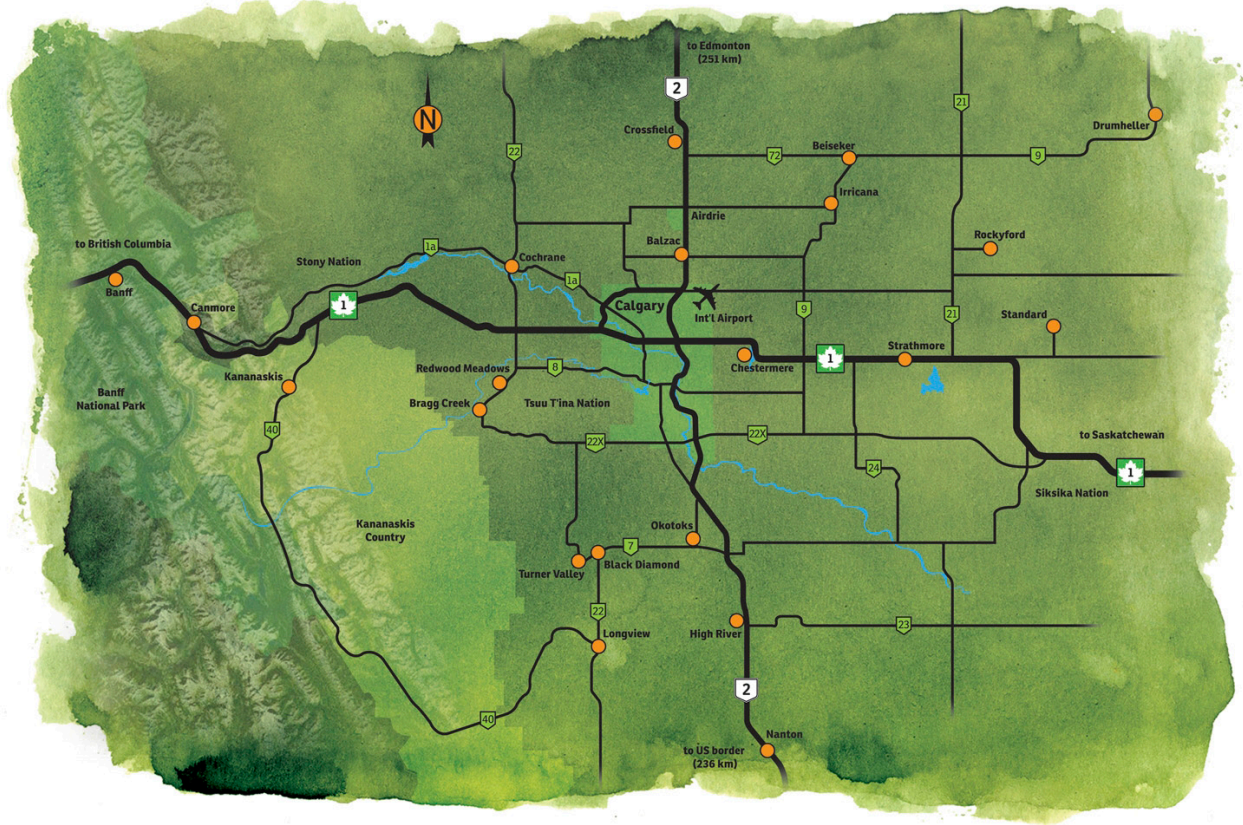 to Edmonton
(251 km)
2
21
N
Drumheller
Crossfield
22
72
Beiseker
9
Irricana
Airdrie
Rockyford
to British Columbia
1a
Balzac
Stony Nation
Cochrane
1a
Banff
Canmore
1
Calgary
Int'l Airport
9
21
Standard
Strathmore
1
Chestermere
Kananaskis
Redwood Meadows
8
Banff
National Park
Bragg Creek
Tsuu T'ina Nation
40
22X
22X
to Saskatchewan
24
1
Siksika Nation
Kananaskis
Country
Okotoks
7
Black Diamond
Turner Valley
22
Longview
High River
23
2
40
Nanton
to US border
(236 km)